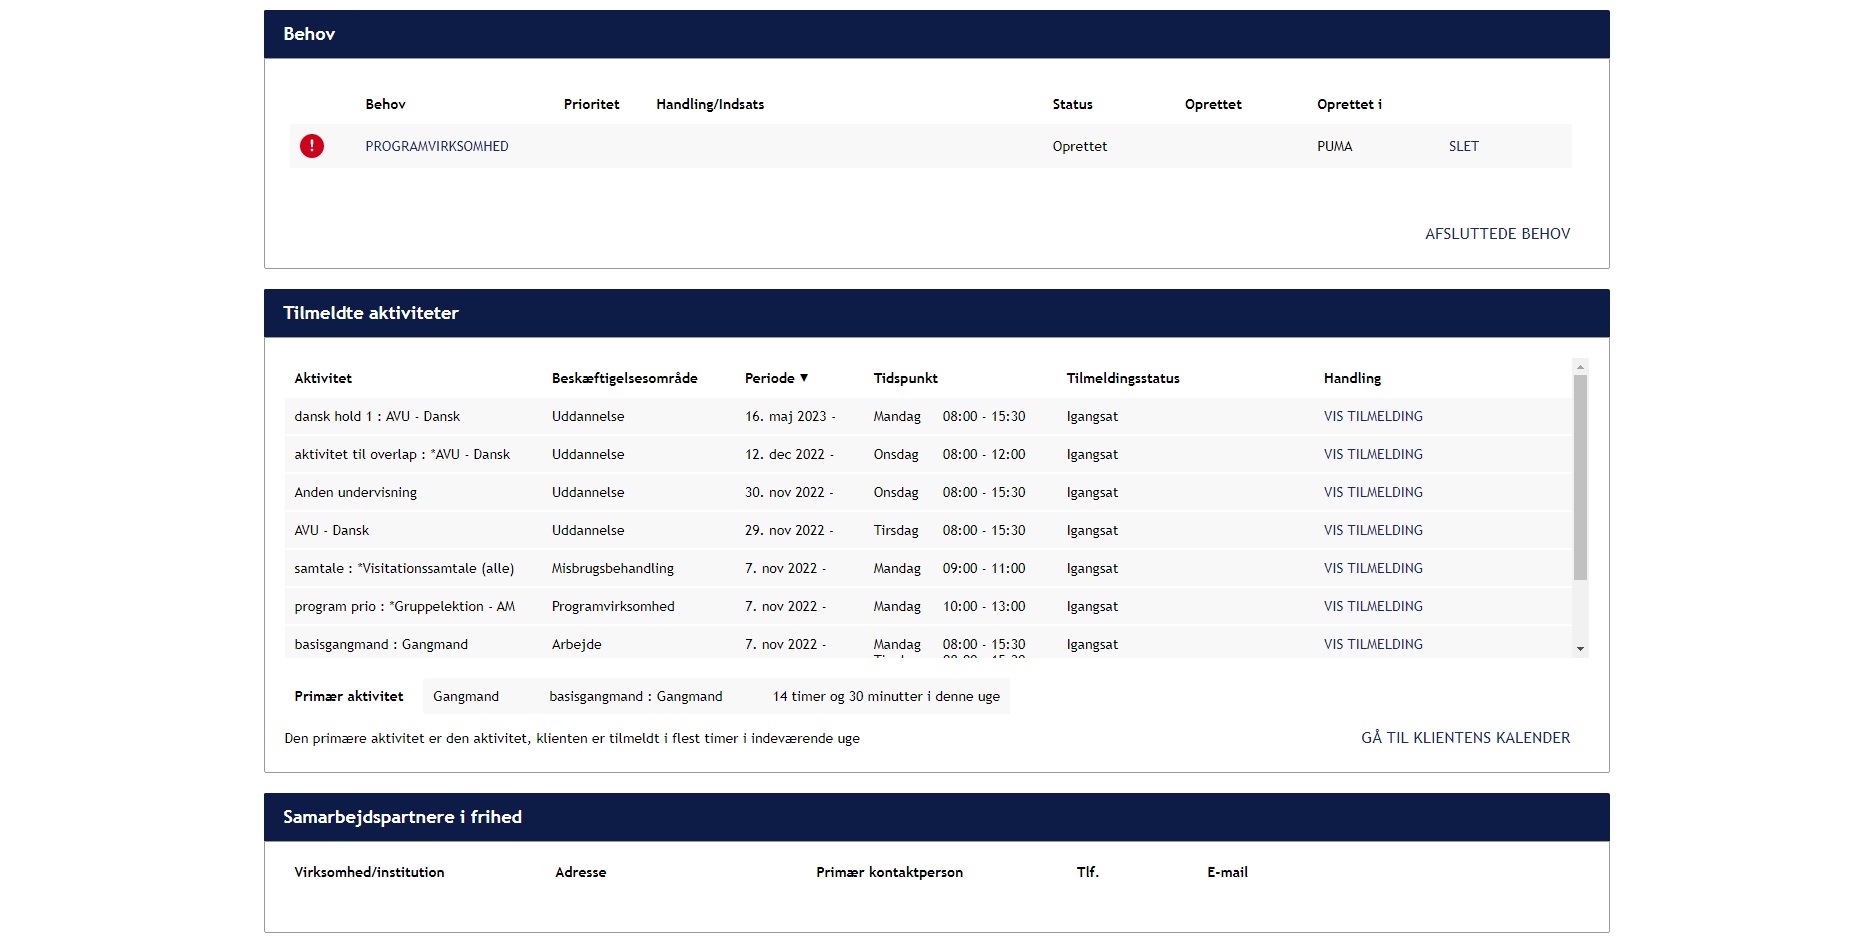 Behov
Behov Prioritet Handling/Indsats Status Oprettet Oprettet i
! PROGRAMVIRKSOMHED Oprettet PUMA SLET
AFSLUTTEDE BEHOV
Tilmeldte aktiviteter
Aktivitet Beskæftigelsesområde Periode ▼ Tidspunkt Tilmeldingsstatus Handling
dansk hold 1 : AVU - Dansk Uddannelse 16. maj 2023 - Mandag 08:00 - 15:30 Igangsat VIS TILMELDING
aktivitet til overlap : *AVU - Dansk Uddannelse 12. dec 2022 - Onsdag 08:00 - 12:00 Igangsat VIS TILMELDING
Anden undervisning Uddannelse 30. nov 2022 - Onsdag 08:00 - 15:30 Igangsat VIS TILMELDING
AVU - Dansk Uddannelse 29. nov 2022 - Tirsdag 08:00 - 15:30 Igangsat VIS TILMELDING
samtale : *Visitationssamtale (alle) Misbrugsbehandling 7. nov 2022 - Mandag 09:00 - 11:00 Igangsat VIS TILMELDING
program prio : *Gruppelektion - AM Programvirksomhed 7. nov 2022 - Mandag 10:00 - 13:00 Igangsat VIS TILMELDING
basisgangmand : Gangmand Arbejde 7. nov 2022 - Mandag 08:00 - 15:30 Igangsat VIS TILMELDING
Primær aktivitet Gangmand basisgangmand : Gangmand 14 timer og 30 minutter i denne uge
Den primære aktivitet er den aktivitet, klienten er tilmeldt i flest timer i indeværende uge
GÅ TIL KLIENTENS KALENDER
Samarbejdspartnere i frihed
Virksomhed/institution Adresse Primær kontaktperson Tlf. E-mail